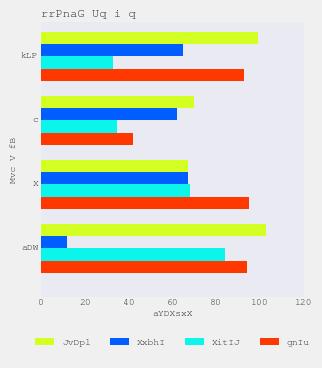 rrPnaG Uq i q
kLP
c
X
aDW
Mvc V fB
0 20 40 60 80 100 120
aYDXsxX
JvDpl XxbhI XitIJ gnIu